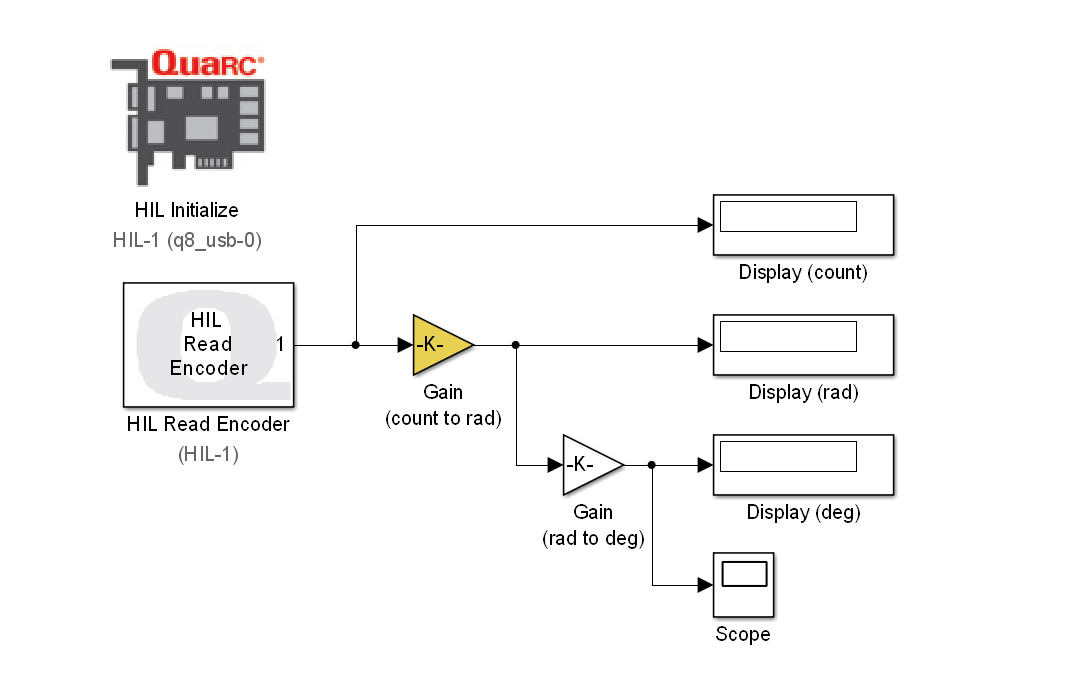 QUARC®
HIL Initialize
HIL-1 (q8_usb-0)
HIL
Read
Encoder
1
HIL Read Encoder
(HIL-1)
-K-
Gain
(count to rad)
-K-
Gain
(rad to deg)
Display (count)
Display (rad)
Display (deg)
Scope